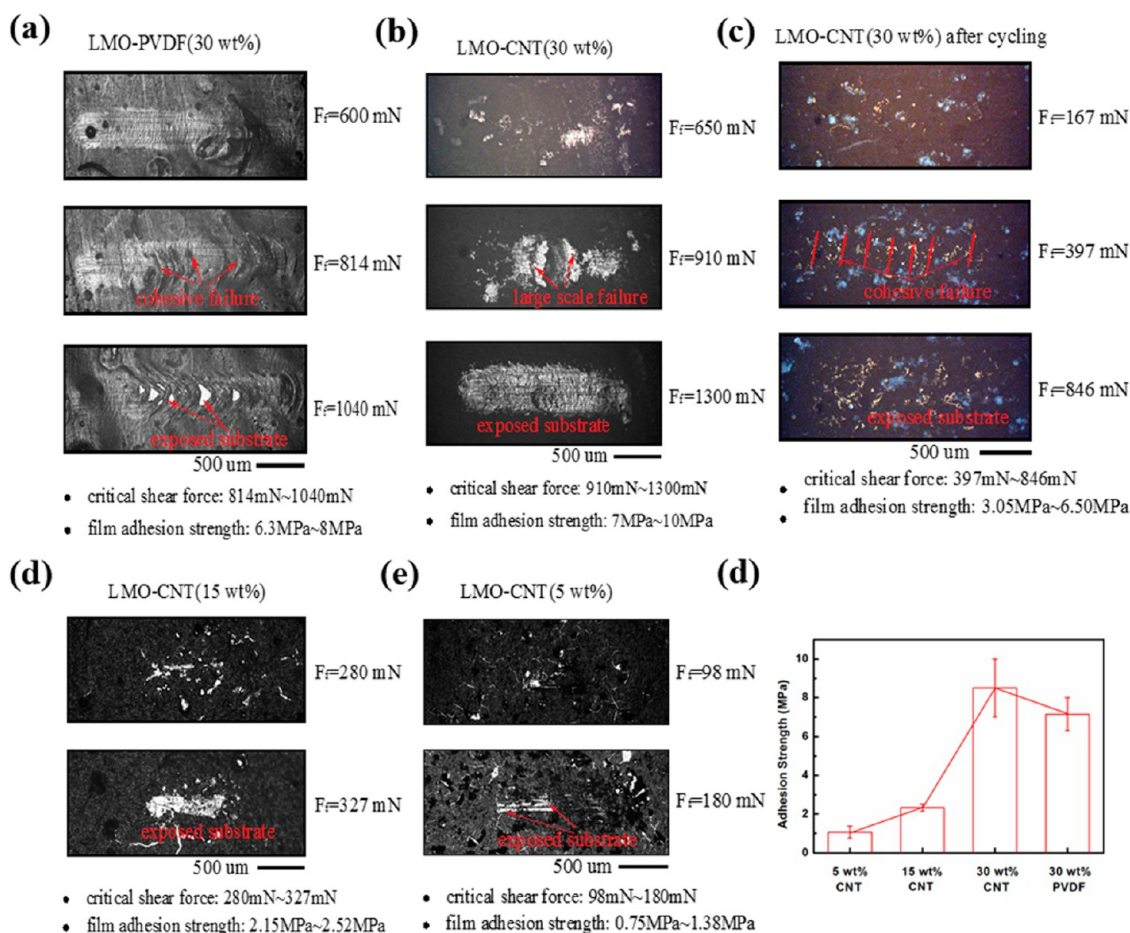 (a)
LMO-PVDF(30 wt%)
Ff=600 mN
cohesive failure
Ff=814 mN
exposed substrate
Ff=1040 mN
500 um
• critical shear force: 814mN~1040mN
• film adhesion strength: 6.3MPa~8MPa
(b)
LMO-CNT(30 wt%)
Ff=650 mN
large scale failure
Ff=910 mN
exposed substrate
Ff=1300 mN
500 um
• critical shear force: 910mN~1300mN
• film adhesion strength: 7MPa~10MPa
(c)
LMO-CNT(30 wt%) after cycling
Ff=167 mN
cohesive failure
Ff=397 mN
exposed substrate
Ff=846 mN
500 um
• critical shear force: 397mN~846mN
• film adhesion strength: 3.05MPa~6.50MPa
(d)
LMO-CNT(15 wt%)
Ff=280 mN
exposed substrate
Ff=327 mN
500 um
• critical shear force: 280mN~327mN
• film adhesion strength: 2.15MPa~2.52MPa
(e)
LMO-CNT(5 wt%)
Ff=98 mN
exposed substrate
Ff=180 mN
500 um
• critical shear force: 98mN~180mN
• film adhesion strength: 0.75MPa~1.38MPa
(d)
Adhesion Strength (MPa)
10
8
6
4
2
0
5 wt% CNT
15 wt% CNT
30 wt% CNT
30 wt% PVDF